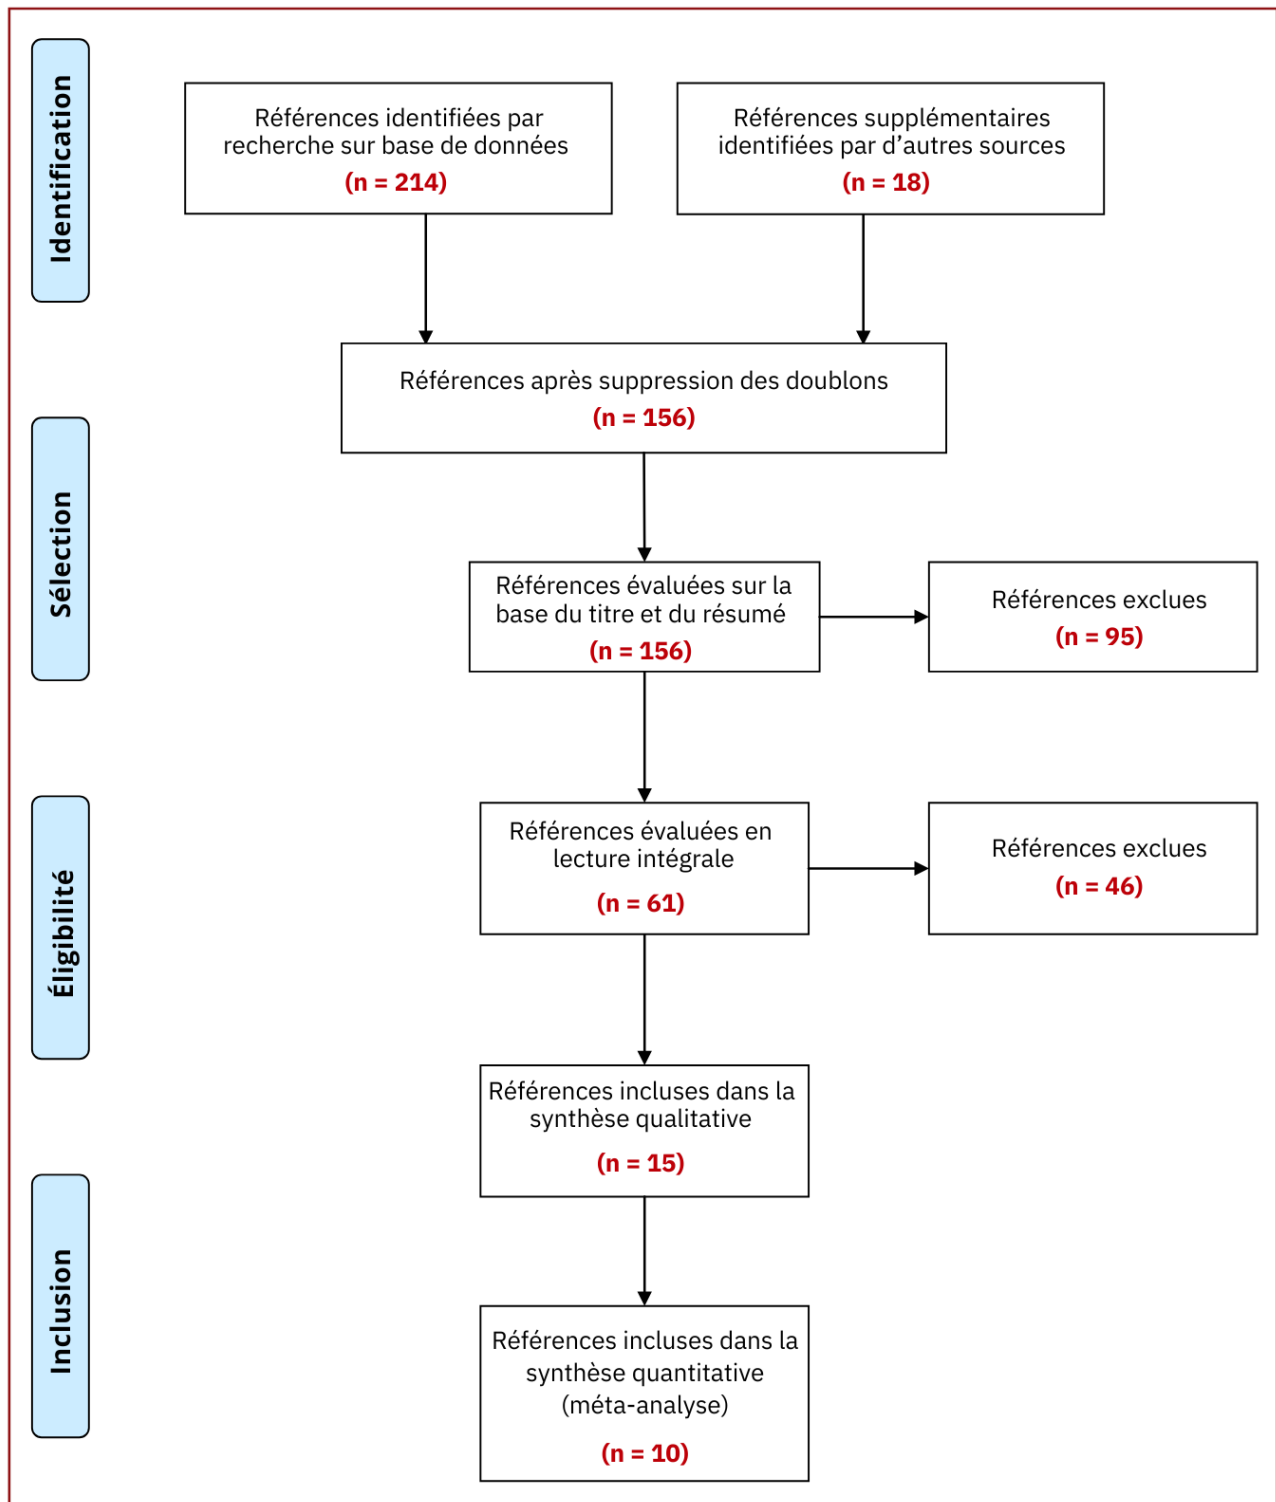 Identification
Références identifiées par
recherche sur base de données
(n = 214)
Références supplémentaires
identifiées par d’autres sources
(n = 18)
Références après suppression des doublons
(n = 156)
Sélection
Références évaluées sur la
base du titre et du résumé
(n = 156)
Références exclues
(n = 95)
Éligibilité
Références évaluées en
lecture intégrale
(n = 61)
Références exclues
(n = 46)
Références incluses dans la
synthèse qualitative
(n = 15)
Inclusion
Références incluses dans la
synthèse quantitative
(méta-analyse)
(n = 10)